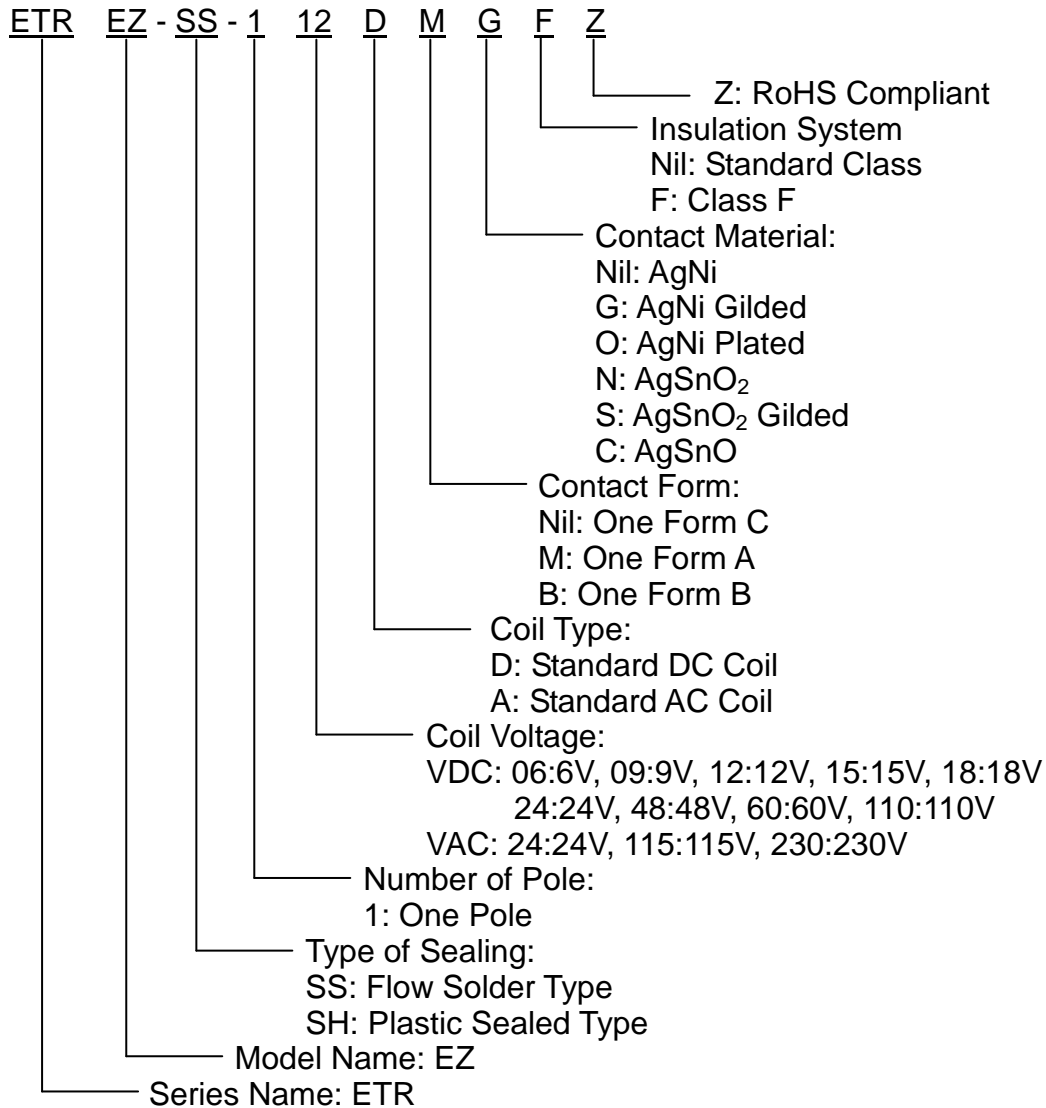 ETR EZ - SS - 1 12 D M G F Z
Z: RoHS Compliant
Insulation System
Nil: Standard Class
F: Class F
Contact Material:
Nil: AgNi
G: AgNi Gilded
O: AgNi Plated
N: AgSnO₂
S: AgSnO₂ Gilded
C: AgSnO
Contact Form:
Nil: One Form C
M: One Form A
B: One Form B
Coil Type:
D: Standard DC Coil
A: Standard AC Coil
Coil Voltage:
VDC: 06:6V, 09:9V, 12:12V, 15:15V, 18:18V
24:24V, 48:48V, 60:60V, 110:110V
VAC: 24:24V, 115:115V, 230:230V
Number of Pole:
1: One Pole
Type of Sealing:
SS: Flow Solder Type
SH: Plastic Sealed Type
Model Name: EZ
Series Name: ETR